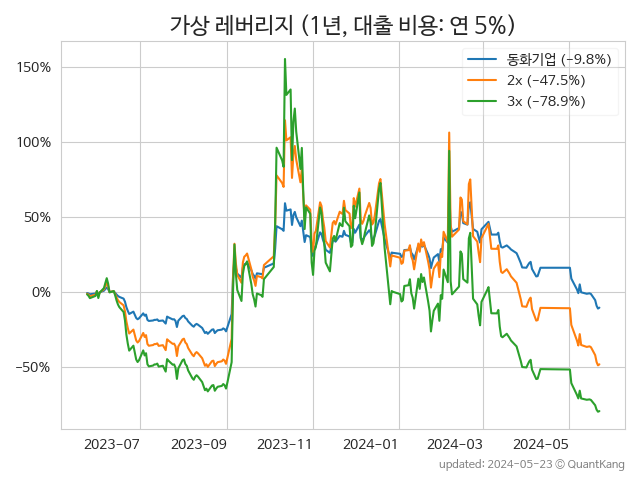 가상 레버리지 (1년, 대출 비용: 연 5%)
동화기업 (−9.8%)
2x (−47.5%)
3x (−78.9%)
150%
100%
50%
0%
−50%
2023-07
2023-09
2023-11
2024-01
2024-03
2024-05
updated: 2024-05-23 © QuantKang